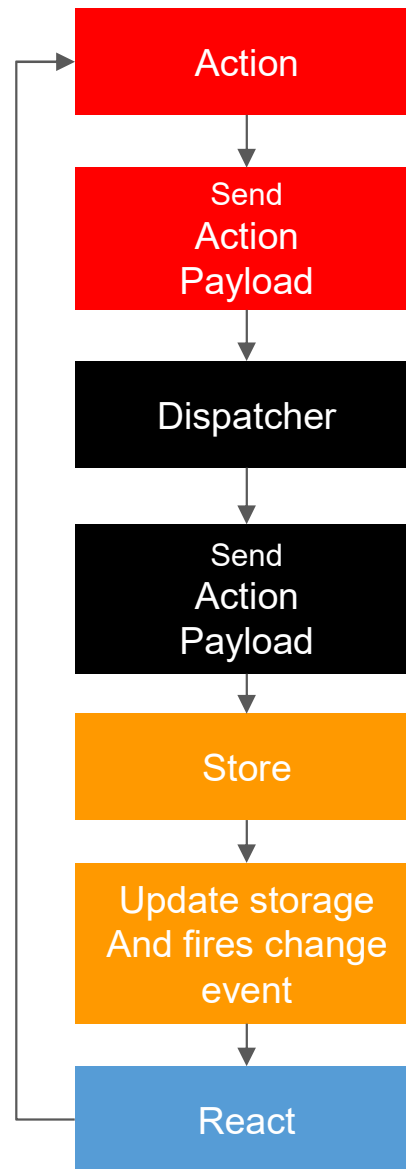 Action
Send
Action
Payload
Dispatcher
Send
Action
Payload
Store
Update storage
And fires change
event
React